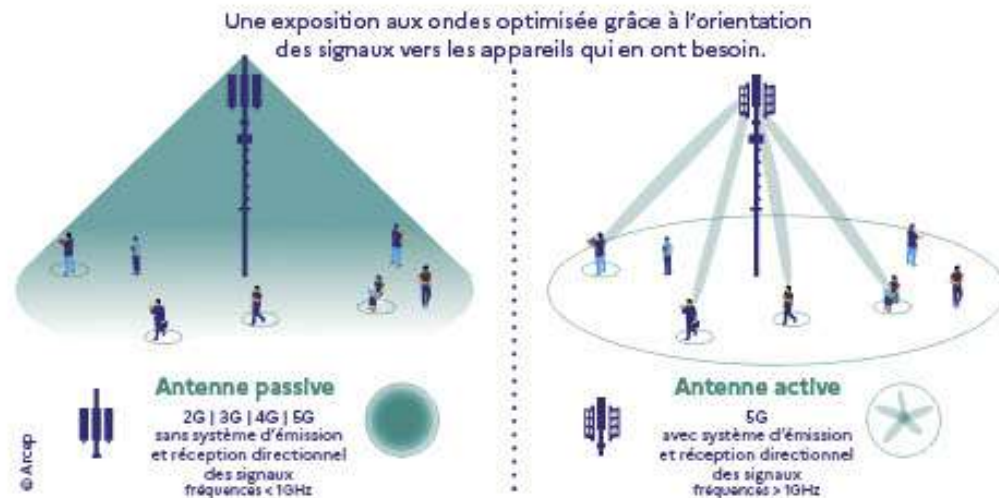 Une exposition aux ondes optimisée grâce à l'orientation
des signaux vers les appareils qui en ont besoin.
Antenne passive
2G | 3G | 4G | 5G
sans système d'émission
et réception directionnel
des signaux
fréquences < 1GHz
Antenne active
5G
avec système d'émission
et réception directionnel
des signaux
fréquences > 1GHz
© Arcep